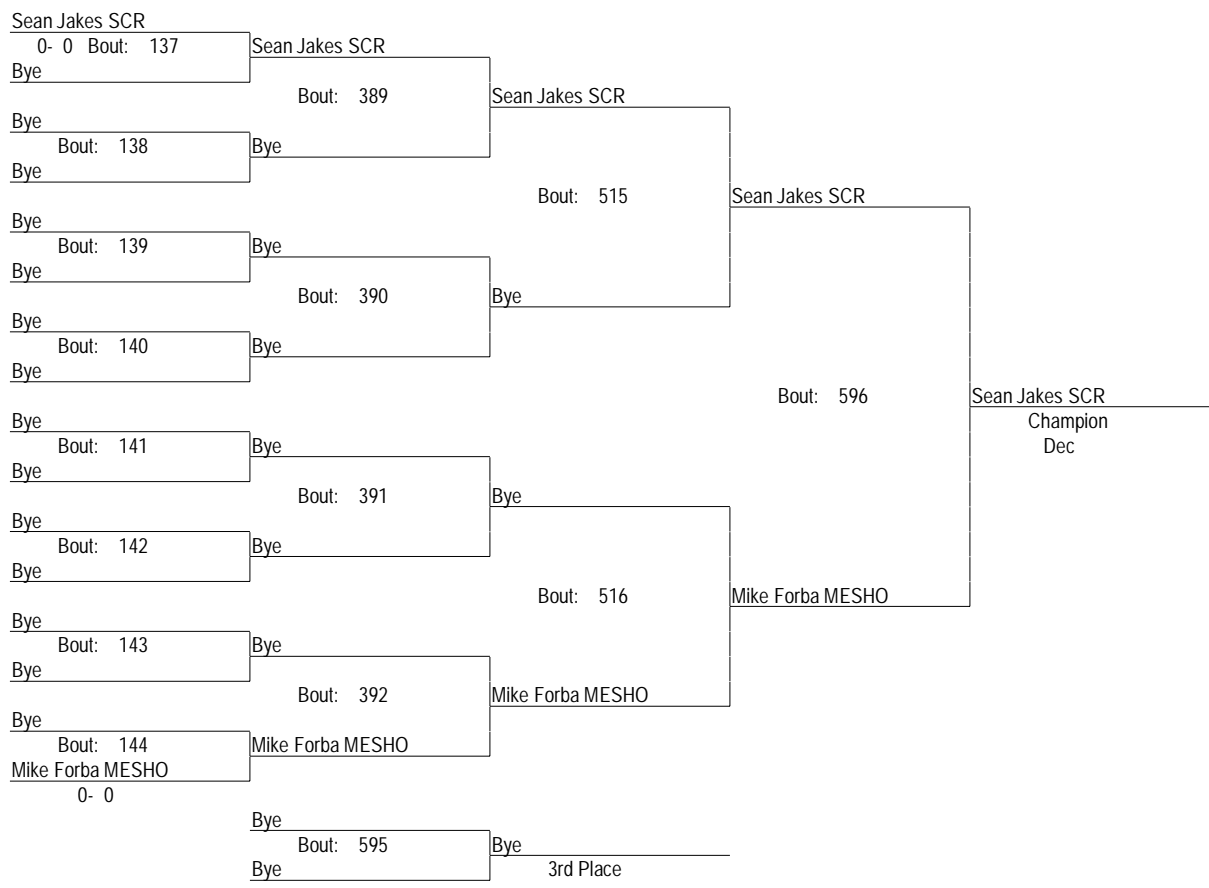 Sean Jakes SCR
0- 0 Bout: 137
Sean Jakes SCR
Bye
Bout: 389
Sean Jakes SCR
Bye
Bout: 138
Bye
Bye
Bout: 515
Sean Jakes SCR
Bye
Bout: 139
Bye
Bye
Bout: 390
Bye
Bye
Bout: 140
Bye
Bye
Bout: 596
Sean Jakes SCR
Champion
Dec
Bye
Bout: 141
Bye
Bye
Bout: 391
Bye
Bye
Bout: 142
Bye
Bye
Bout: 516
Mike Forba MESHO
Bye
Bout: 143
Bye
Bye
Bout: 392
Mike Forba MESHO
Bye
Bout: 144
Mike Forba MESHO
Mike Forba MESHO
0- 0
Bye
Bout: 595
Bye
Bye
3rd Place